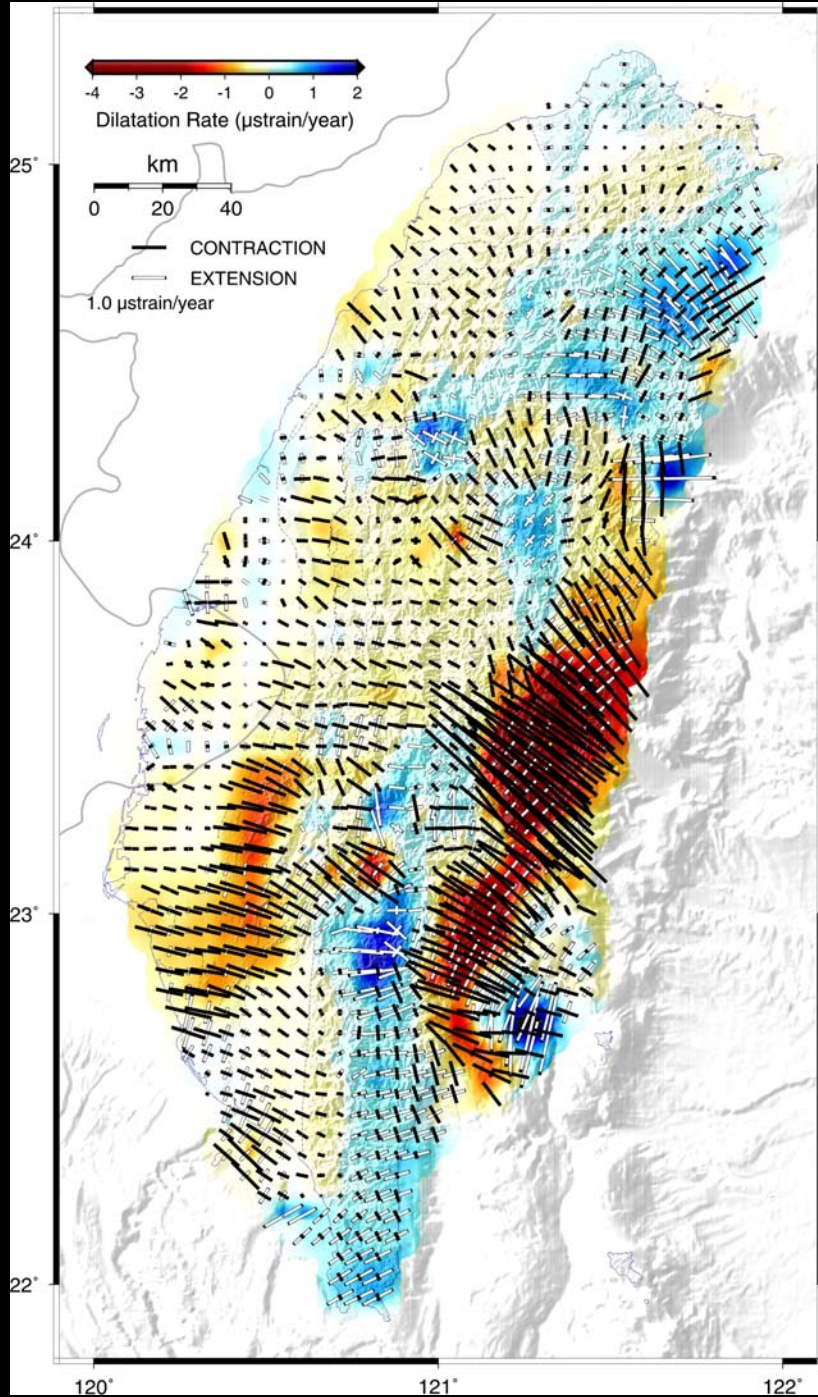 -4 -3 -2 -1 0 1 2
Dilatation Rate (μstrain/year)
25°
km
0 20 40
CONTRACTION
EXTENSION
1.0 μstrain/year
24°
23°
22°
120° 121° 122°